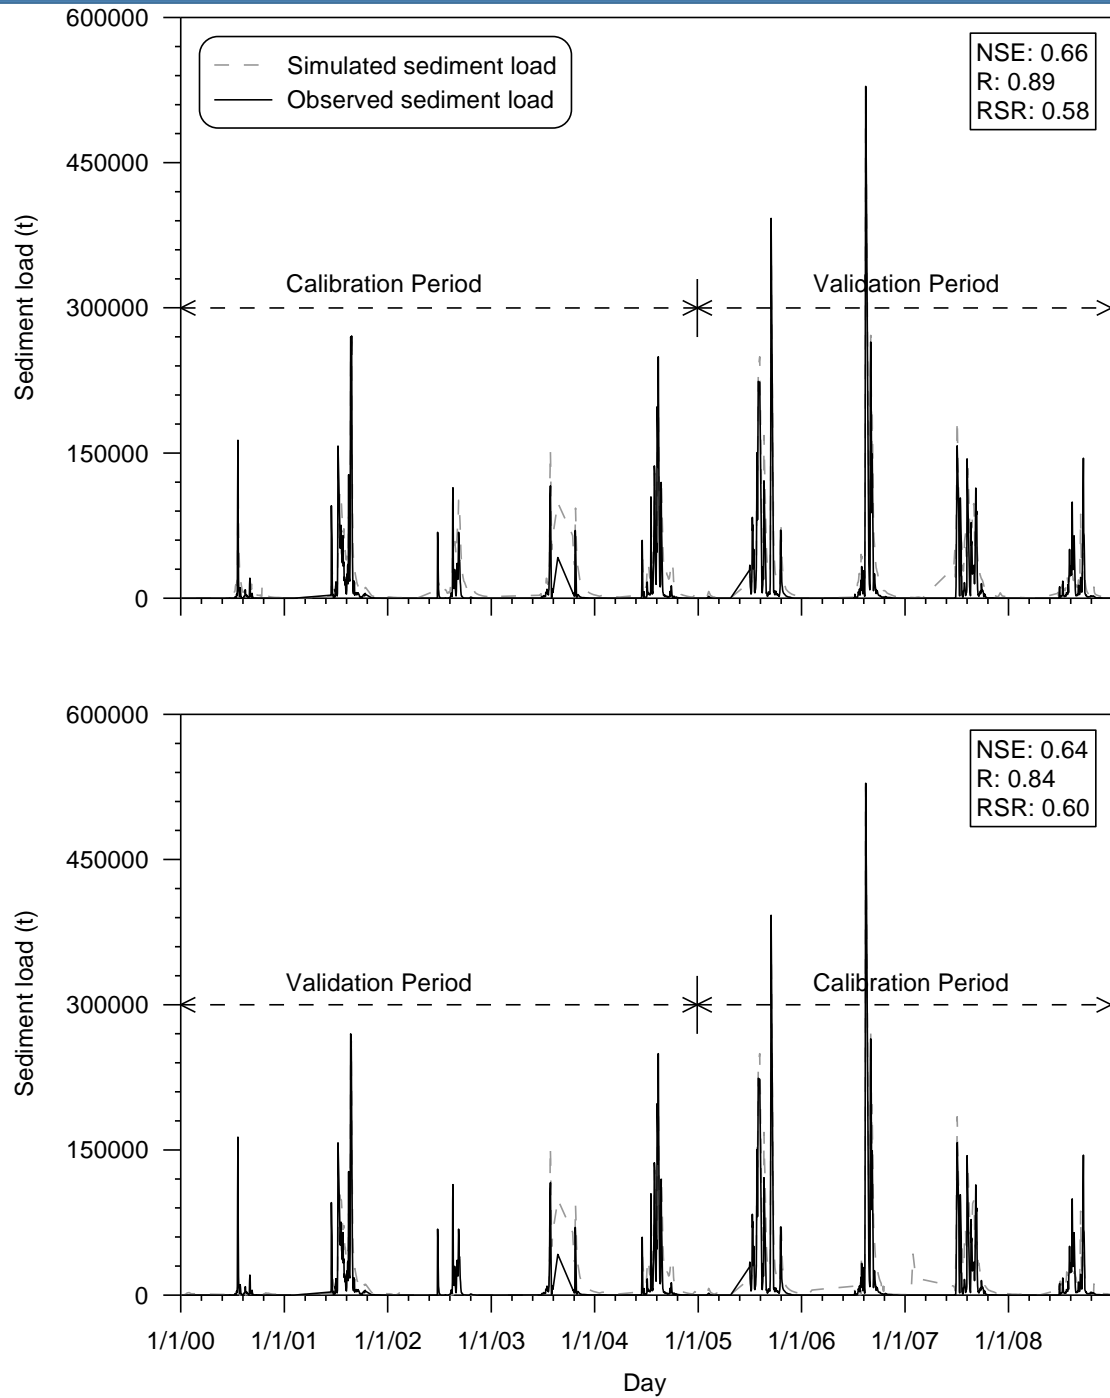 600000
Simulated sediment load
Observed sediment load
NSE: 0.66
R: 0.89
RSR: 0.58
450000
Sediment load (t)
Calibration Period
Validation Period
300000
150000
0
600000
NSE: 0.64
R: 0.84
RSR: 0.60
450000
Sediment load (t)
Validation Period
Calibration Period
300000
150000
0
1/1/00 1/1/01 1/1/02 1/1/03 1/1/04 1/1/05 1/1/06 1/1/07 1/1/08
Day